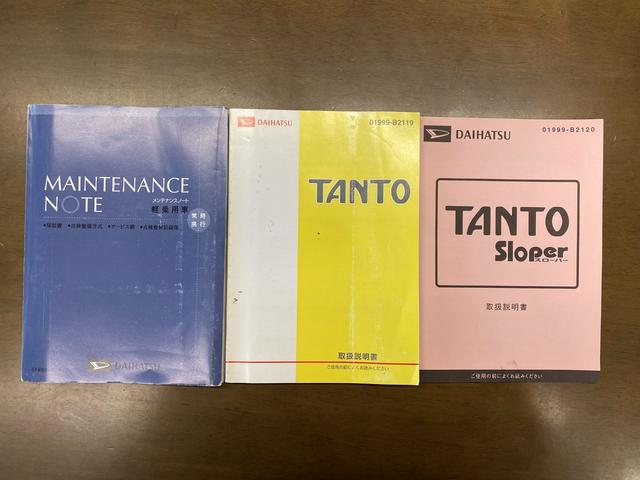 MAINTENANCE
NOTE
メンテナンスノート
軽乗用車
常時
携行
●保証書 ●点検整備方式 ●サービス網 ●点検整備記録簿
DAIHATSU
DAIHATSU
01999-B2119
TANTO
取扱説明書
ご使用の前によくお読みください
DAIHATSU
01999-B2120
TANTO
Sloper
スローパー
取扱説明書
ご使用の前によくお読みください